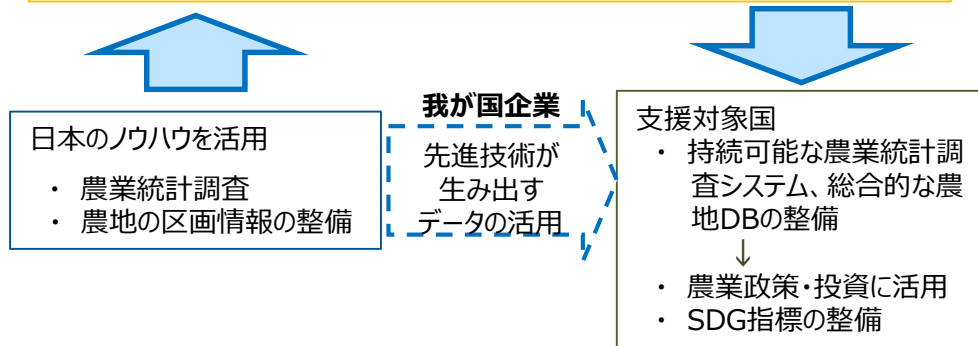 日本のノウハウを活用
・ 農業統計調査
・ 農地の区画情報の整備
我が国企業
先進技術が
生み出す
データの活用
支援対象国
・ 持続可能な農業統計調
査システム、総合的な農
地DBの整備
↓
・ 農業政策・投資に活用
・ SDG指標の整備